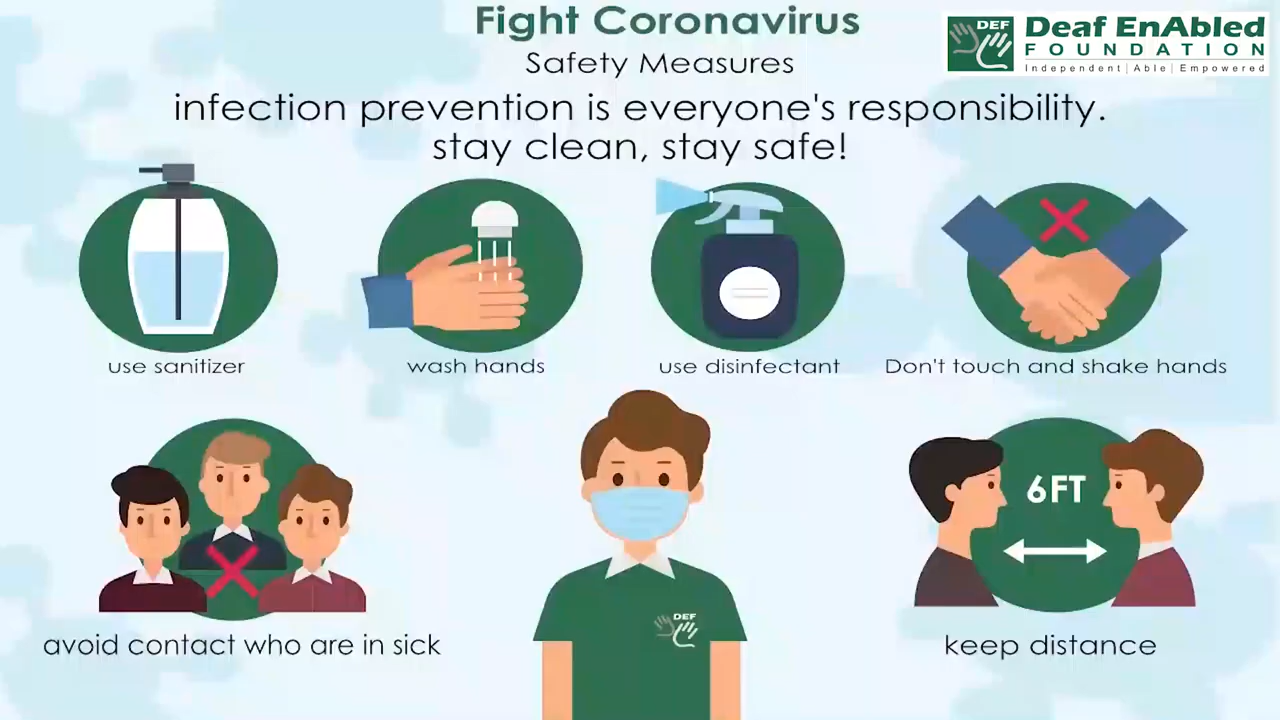 Fight Coronavirus
Safety Measures
infection prevention is everyone's responsibility.
stay clean, stay safe!
DEF
Deaf EnAbled
FOUNDATION
Independent | Able | Empowered
use sanitizer
wash hands
use disinfectant
Don't touch and shake hands
6FT
DEF
avoid contact who are in sick
keep distance